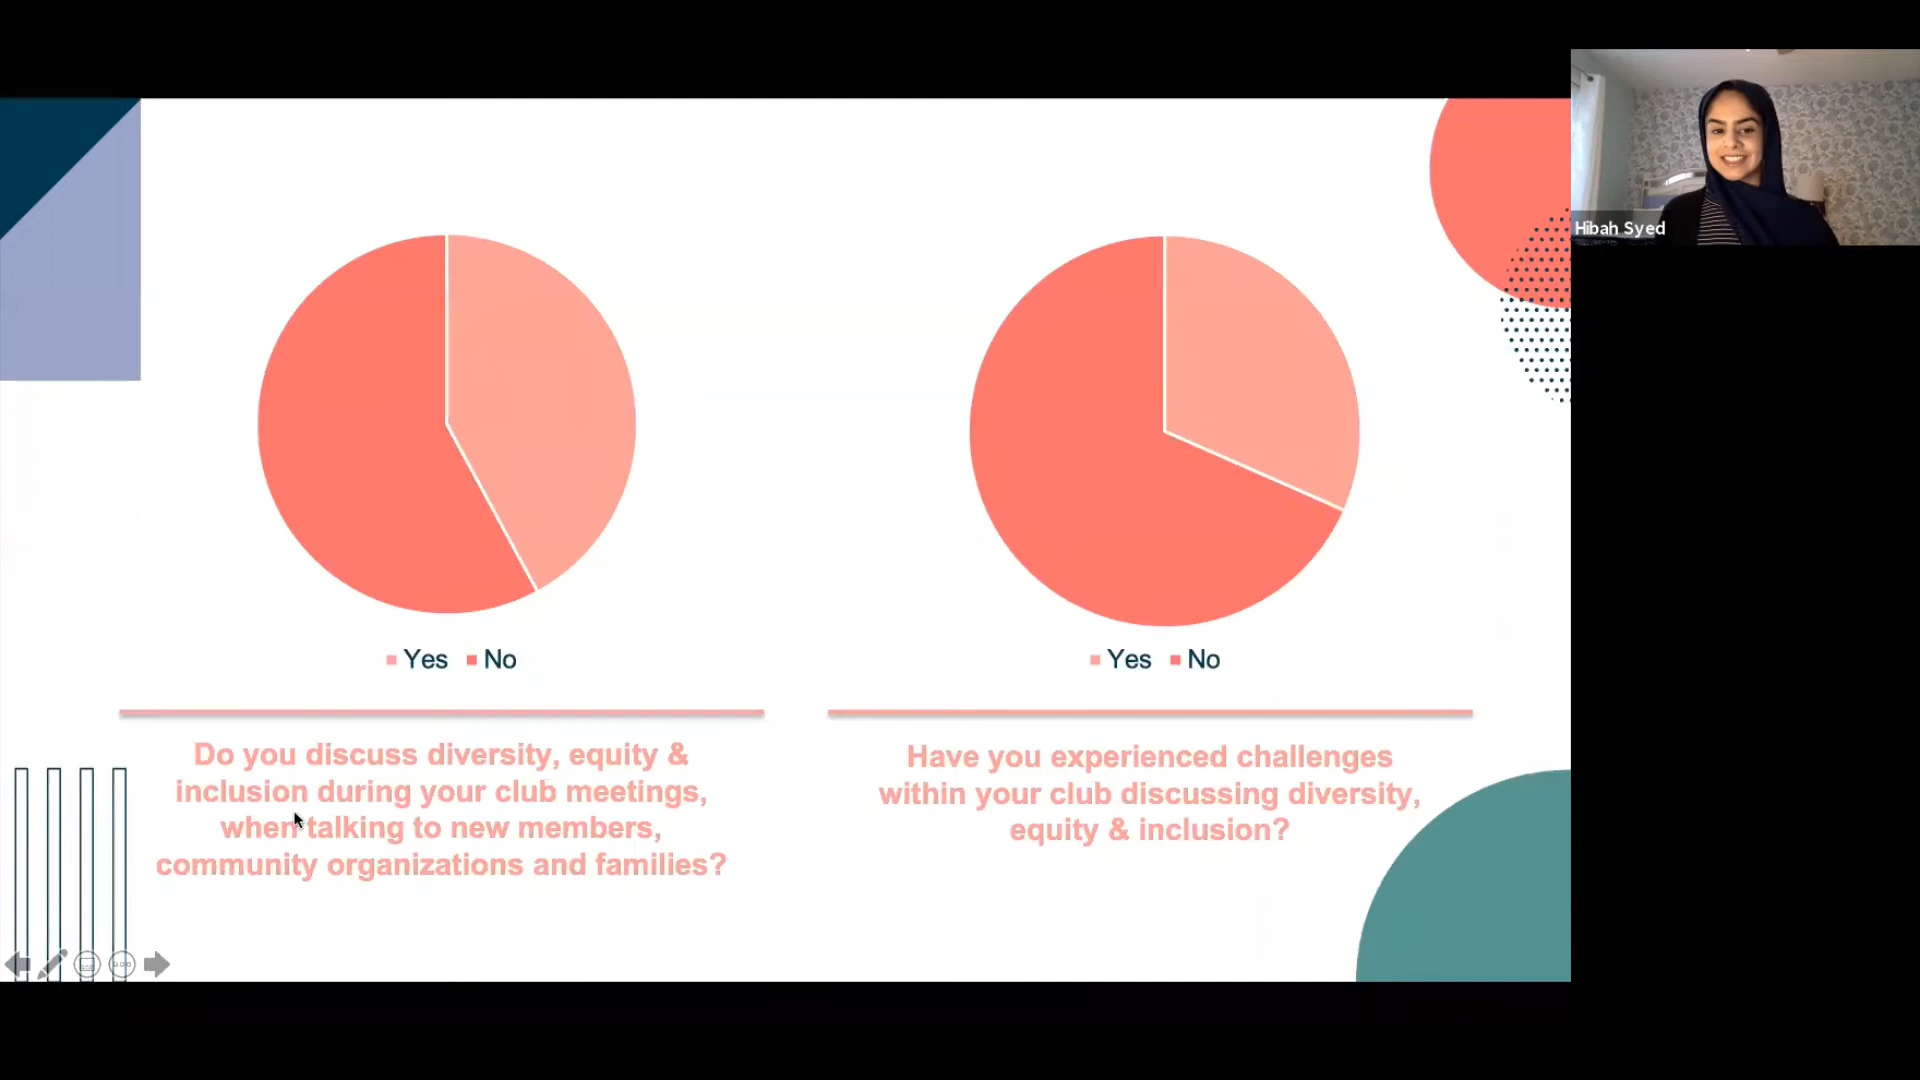 Hibah Syed
Yes No
Do you discuss diversity, equity &
inclusion during your club meetings,
when talking to new members,
community organizations and families?
Yes No
Have you experienced challenges
within your club discussing diversity,
equity & inclusion?